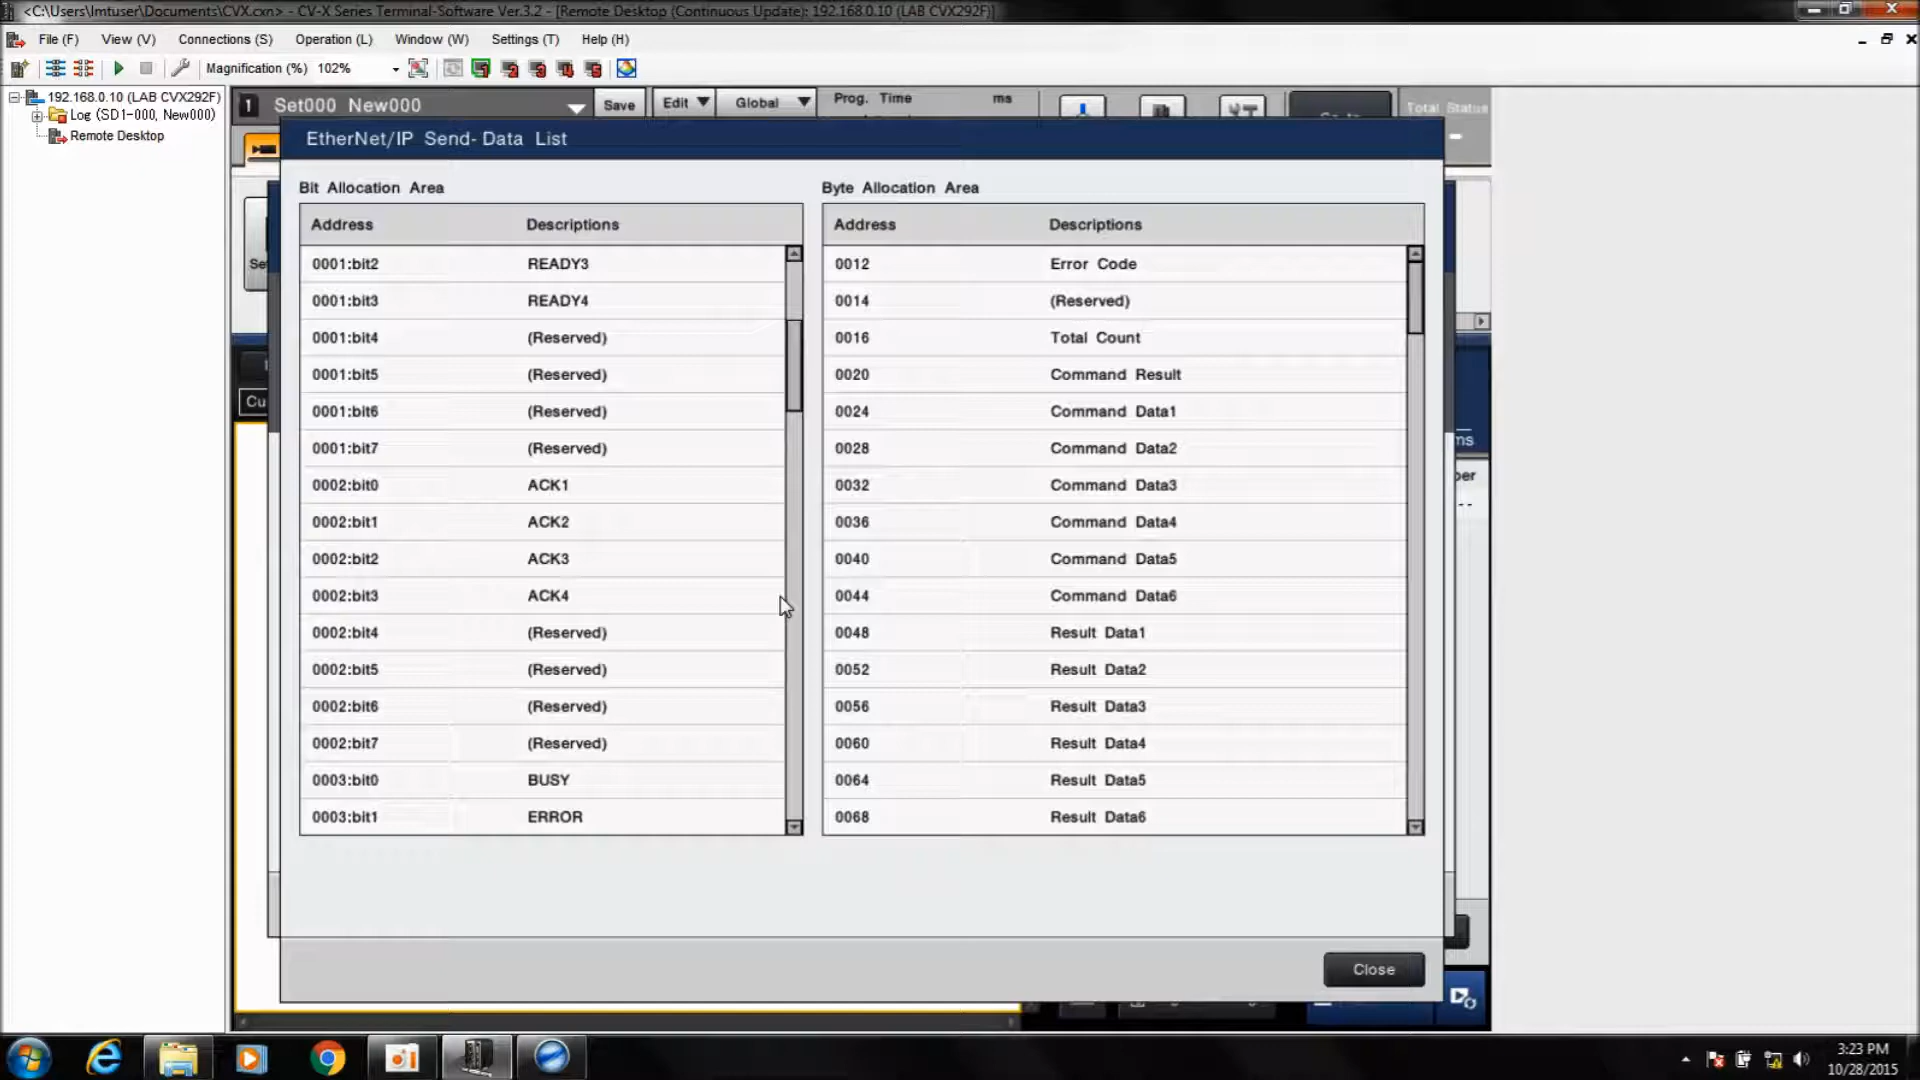 <C:\Users\lmtuser\Documents\CVX.cxn> - CV-X Series Terminal-Software Ver.3.2 - [Remote Desktop (Continuous Update): 192.168.0.10 (LAB CVX292F)]
File (F) View (V) Connections (S) Operation (L) Window (W) Settings (T) Help (H)
Magnification (%) 102%
192.168.0.10 (LAB CVX292F)
Log (SD1-000, New000)
Remote Desktop
1 Set000 New000 Save Edit Global Prog. Time ms Total Status
EtherNet/IP Send-Data List
Bit Allocation Area
Address Descriptions
0001:bit2 READY3
0001:bit3 READY4
0001:bit4 (Reserved)
0001:bit5 (Reserved)
0001:bit6 (Reserved)
0001:bit7 (Reserved)
0002:bit0 ACK1
0002:bit1 ACK2
0002:bit2 ACK3
0002:bit3 ACK4
0002:bit4 (Reserved)
0002:bit5 (Reserved)
0002:bit6 (Reserved)
0002:bit7 (Reserved)
0003:bit0 BUSY
0003:bit1 ERROR
Byte Allocation Area
Address Descriptions
0012 Error Code
0014 (Reserved)
0016 Total Count
0020 Command Result
0024 Command Data1
0028 Command Data2
0032 Command Data3
0036 Command Data4
0040 Command Data5
0044 Command Data6
0048 Result Data1
0052 Result Data2
0056 Result Data3
0060 Result Data4
0064 Result Data5
0068 Result Data6
Se
Cu
ms
ber
--
Close
3:23 PM
10/28/2015